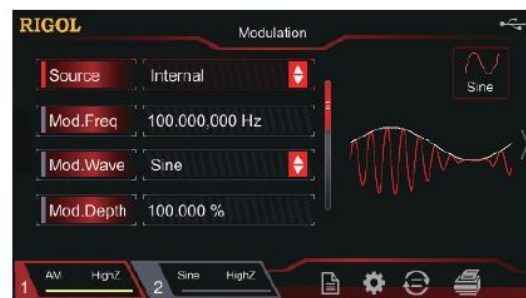 RIGOL
Modulation
Source Internal
Sine
Mod.Freq 100.000,000 Hz
Mod.Wave Sine
Mod.Depth 100.000 %
1 AM HighZ 2 Sine HighZ